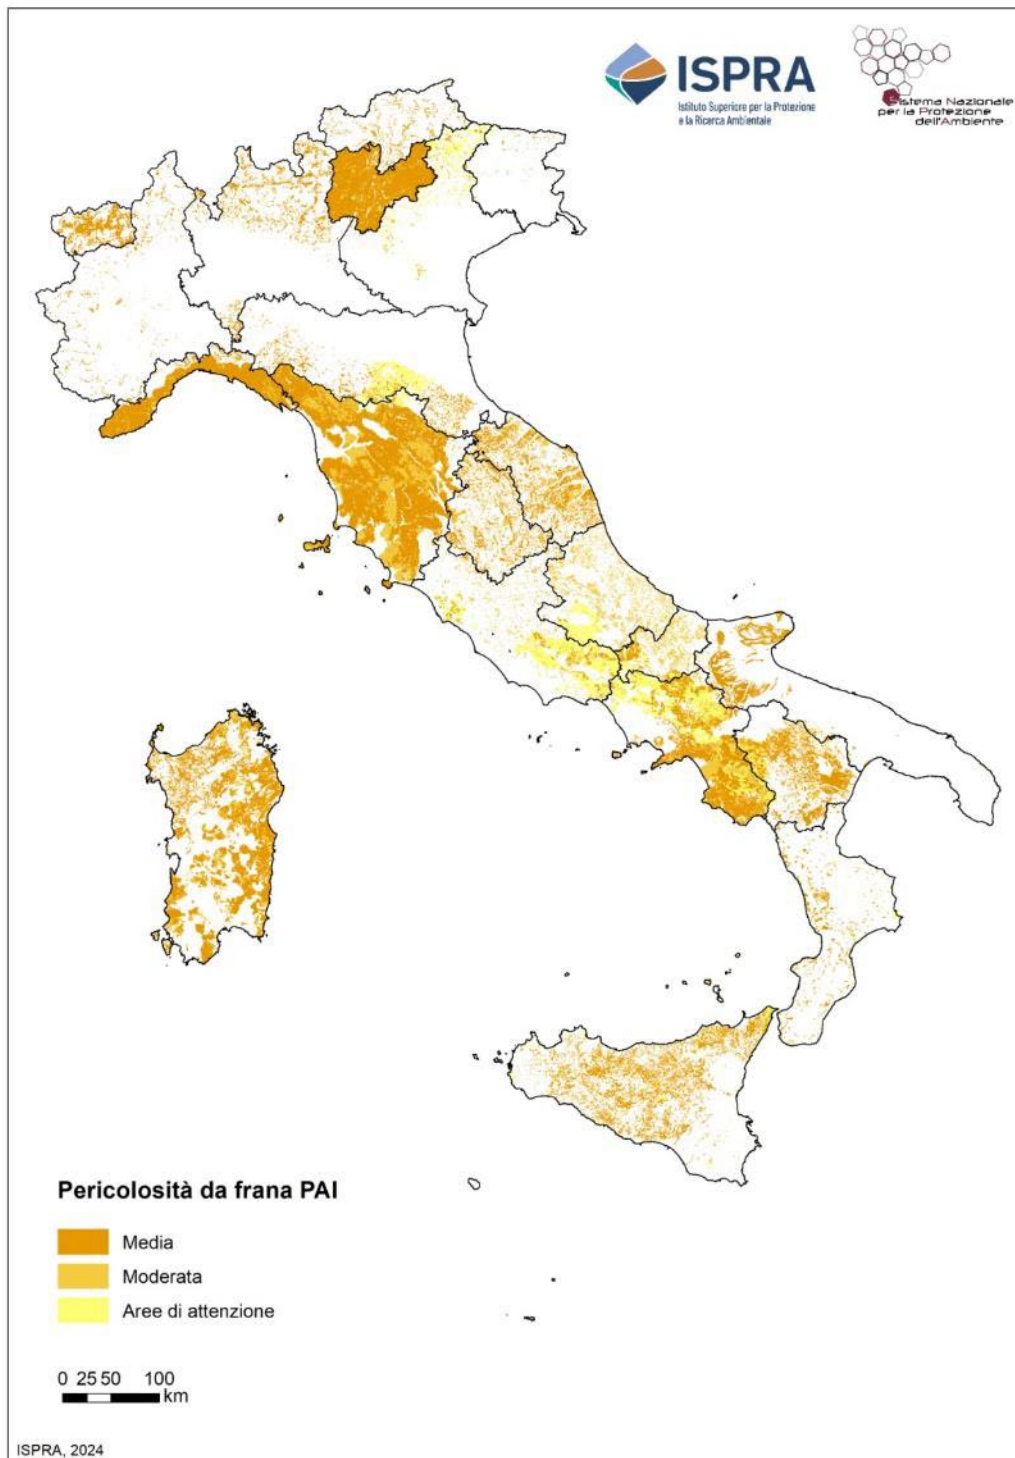 ISPRA
Istituto Superiore per la Protezione
e la Ricerca Ambientale
Sistema Nazionale
per la Protezione
dell'Ambiente
Pericolosità da frana PAI
Media
Moderata
Aree di attenzione
0 25 50 100
km
ISPRA, 2024